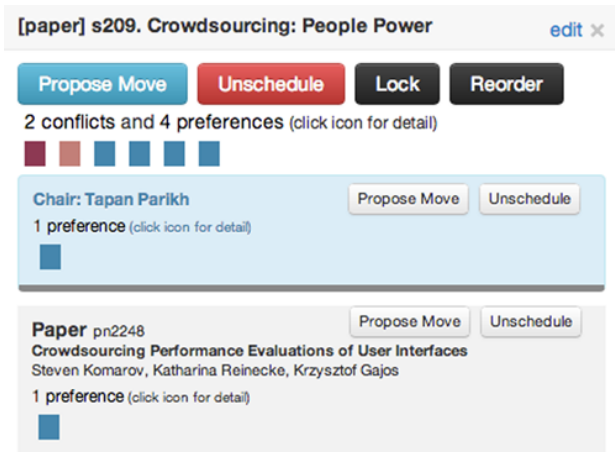 [paper] s209. Crowdsourcing: People Power edit ×
Propose Move Unschedule Lock Reorder
2 conflicts and 4 preferences (click icon for detail)
Chair: Tapan Parikh Propose Move Unschedule
1 preference (click icon for detail)
Paper pn2248 Propose Move Unschedule
Crowdsourcing Performance Evaluations of User Interfaces
Steven Komarov, Katharina Reinecke, Krzysztof Gajos
1 preference (click icon for detail)